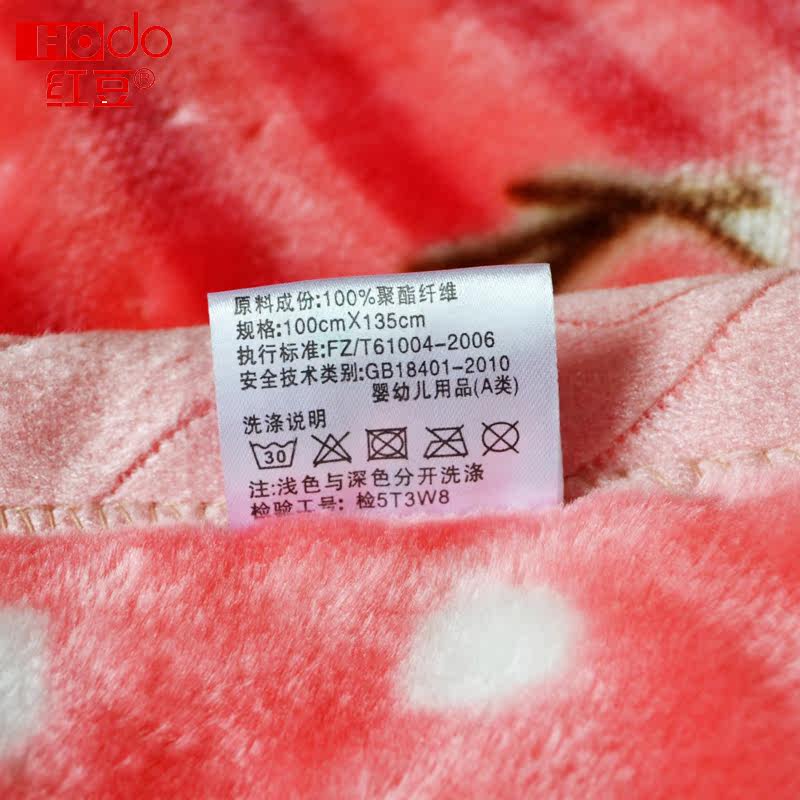 Hodo
红豆®
原料成份:100%聚酯纤维
规格:100cmX135cm
执行标准:FZ/T61004-2006
安全技术类别:GB18401-2010
婴幼儿用品(A类)
洗涤说明
30
注:浅色与深色分开洗涤
检验工号: 检5T3W8